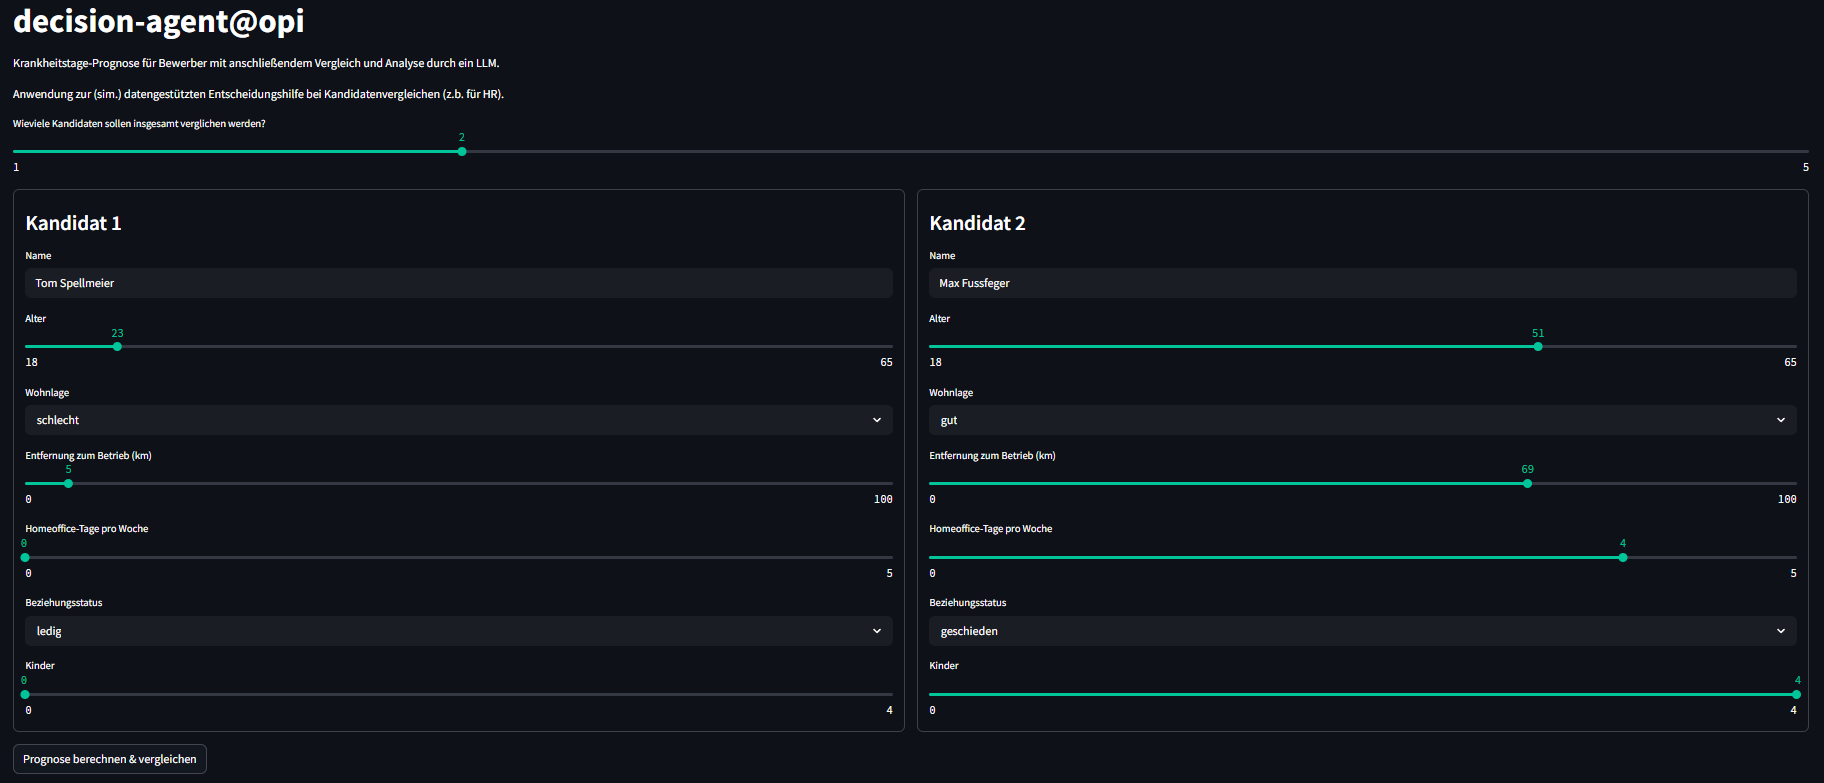 decision-agent@opi
Krankheitstage-Prognose für Bewerber mit anschließendem Vergleich und Analyse durch ein LLM.
Anwendung zur (sim.) datengestützten Entscheidungshilfe bei Kandidatenvergleichen (z.b. für HR).
Wieviele Kandidaten sollen insgesamt verglichen werden?
2
1 5
Kandidat 1
Name
Tom Spellmeier
Alter
23
18 65
Wohnlage
schlecht
Entfernung zum Betrieb (km)
5
0 100
Homeoffice-Tage pro Woche
0
0 5
Beziehungsstatus
ledig
Kinder
0
0 4
Kandidat 2
Name
Max Fussfeger
Alter
51
18 65
Wohnlage
gut
Entfernung zum Betrieb (km)
69
0 100
Homeoffice-Tage pro Woche
4
0 5
Beziehungsstatus
geschieden
Kinder
4
0 4
Prognose berechnen & vergleichen